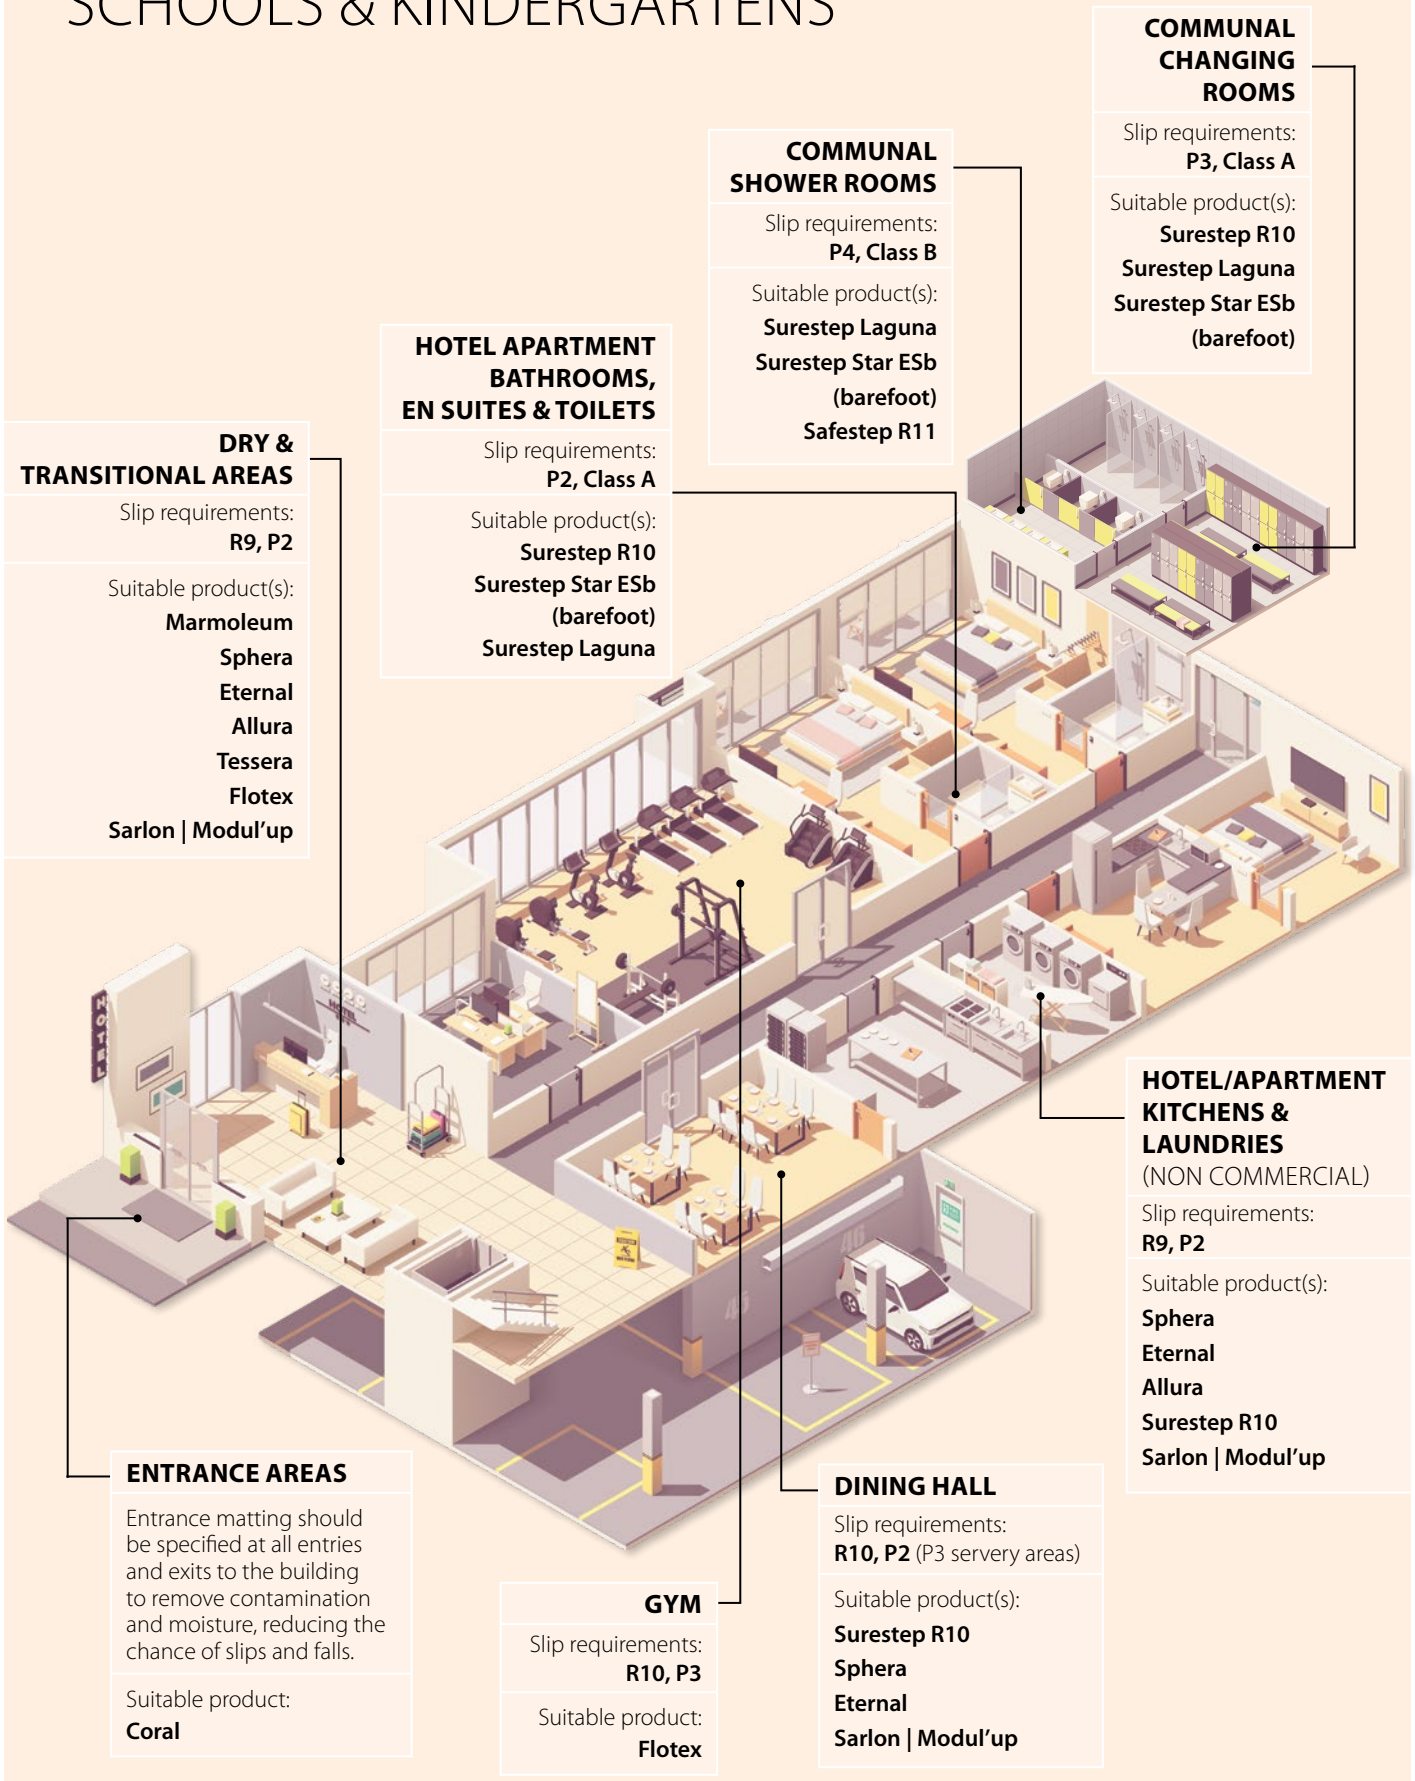 SCHOOLS & KINDERGARTENS
COMMUNAL
CHANGING
ROOMS
Slip requirements:
P3, Class A
Suitable product(s):
Surestep R10
Surestep Laguna
Surestep Star ESb
(barefoot)
COMMUNAL
SHOWER ROOMS
Slip requirements:
P4, Class B
Suitable product(s):
Surestep Laguna
Surestep Star ESb
(barefoot)
Safestep R11
HOTEL APARTMENT
BATHROOMS,
EN SUITES & TOILETS
Slip requirements:
P2, Class A
Suitable product(s):
Surestep R10
Surestep Star ESb
(barefoot)
Surestep Laguna
DRY &
TRANSITIONAL AREAS
Slip requirements:
R9, P2
Suitable product(s):
Marmoleum
Sphera
Eternal
Allura
Tessera
Flotex
Sarlon | Modul’up
HOTEL
HOTEL
45
46
HOTEL/APARTMENT
KITCHENS &
LAUNDRIES
(NON COMMERCIAL)
Slip requirements:
R9, P2
Suitable product(s):
Sphera
Eternal
Allura
Surestep R10
Sarlon | Modul’up
ENTRANCE AREAS
Entrance matting should
be specified at all entries
and exits to the building
to remove contamination
and moisture, reducing the
chance of slips and falls.
Suitable product:
Coral
GYM
Slip requirements:
R10, P3
Suitable product:
Flotex
DINING HALL
Slip requirements:
R10, P2 (P3 servery areas)
Suitable product(s):
Surestep R10
Sphera
Eternal
Sarlon | Modul’up